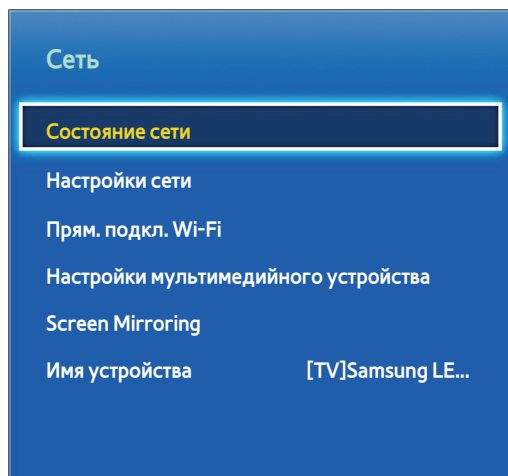 Сеть
Состояние сети
Настройки сети
Прям. подкл. Wi-Fi
Настройки мультимедийного устройства
Screen Mirroring
Имя устройства [TV]Samsung LE...